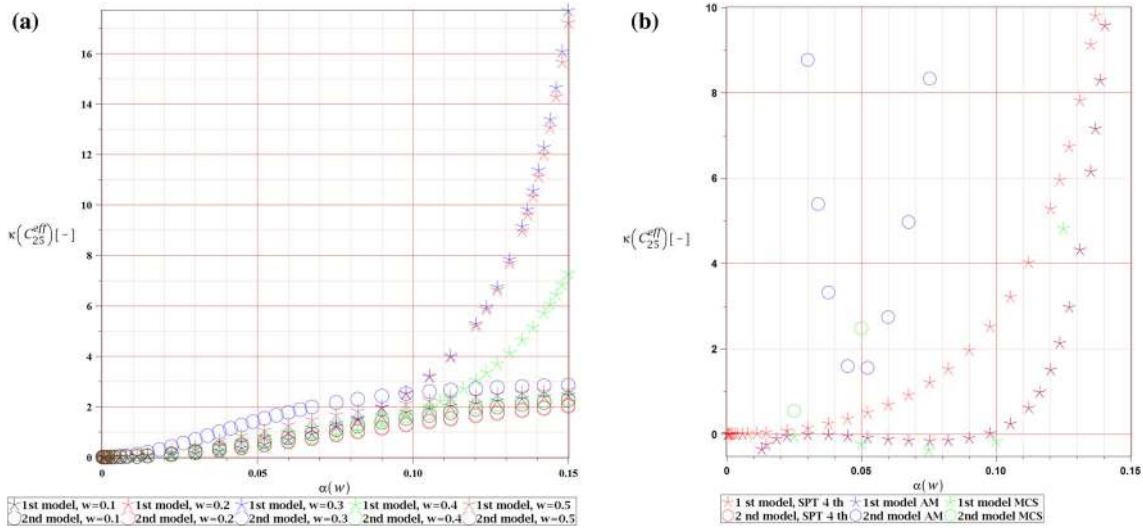 (a)
16
14
12
10
8
κ(C₂₅ᵉᶠᶠ)[-]
6
4
2
0
0
0.05
0.10
0.15
α(w)
1st model, w=0.1 1st model, w=0.2 1st model, w=0.3 1st model, w=0.4 1st model, w=0.5
2nd model, w=0.1 2nd model, w=0.2 2nd model, w=0.3 2nd model, w=0.4 2nd model, w=0.5
(b)
10
8
6
κ(C₂₅ᵉᶠᶠ)[-]
4
2
0
0
0.05
0.10
0.15
α(w)
1 st model, SPT 4 th 1st model AM 1st model MCS
2 nd model, SPT 4 th 2nd model AM 2nd model MCS